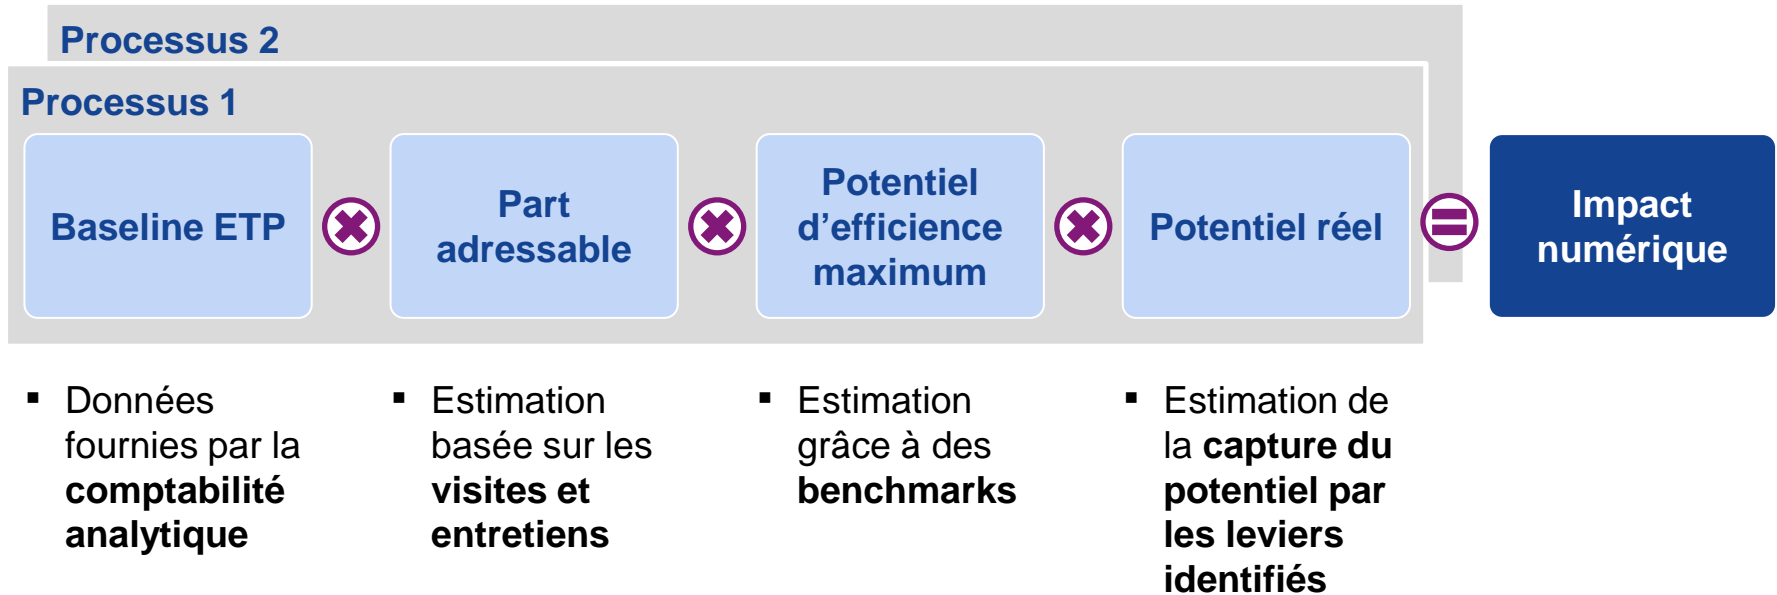 Processus 2
Processus 1
Baseline ETP
Part
adressable
Potentiel
d’efficience
maximum
Potentiel réel
Impact
numérique
▪ Données
fournies par la
comptabilité
analytique
▪ Estimation
basée sur les
visites et
entretiens
▪ Estimation
grâce à des
benchmarks
▪ Estimation de
la capture du
potentiel par
les leviers
identifiés